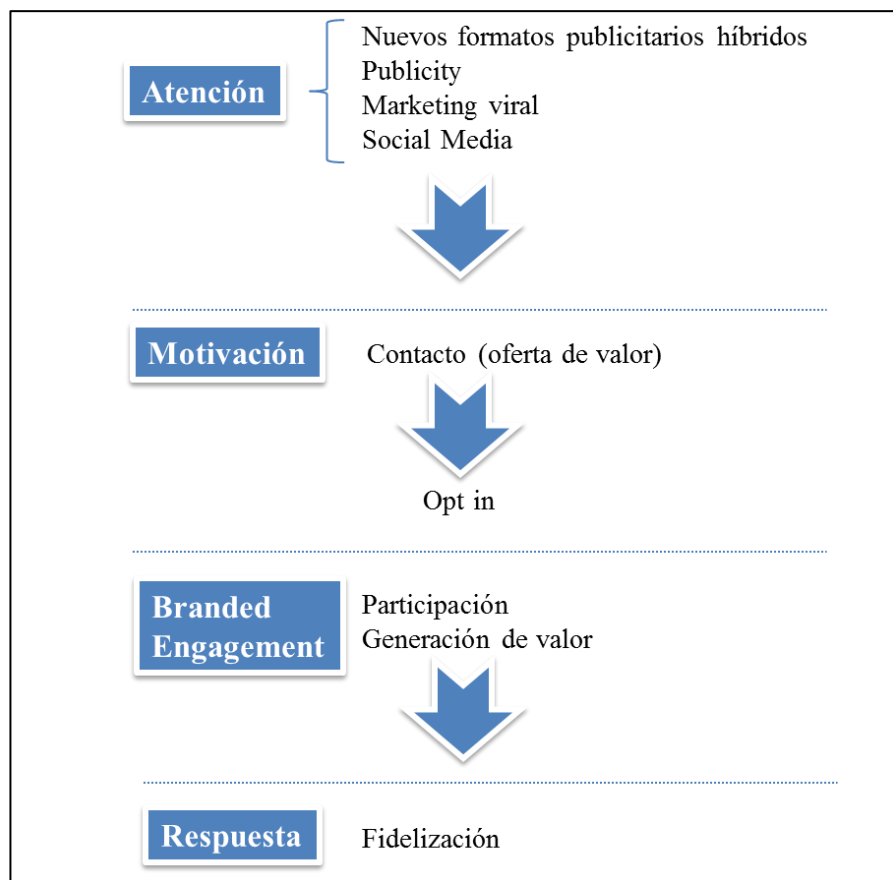 Atención
Nuevos formatos publicitarios híbridos
Publicity
Marketing viral
Social Media
Motivación
Contacto (oferta de valor)
Opt in
Branded
Engagement
Participación
Generación de valor
Respuesta
Fidelización